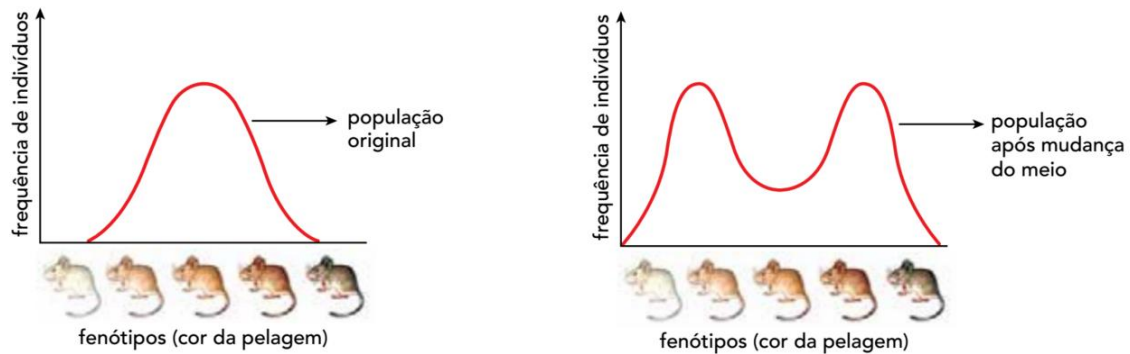 frequência de indivíduos
população
original
fenótipos (cor da pelagem)
frequência de indivíduos
população
após mudança
do meio
fenótipos (cor da pelagem)